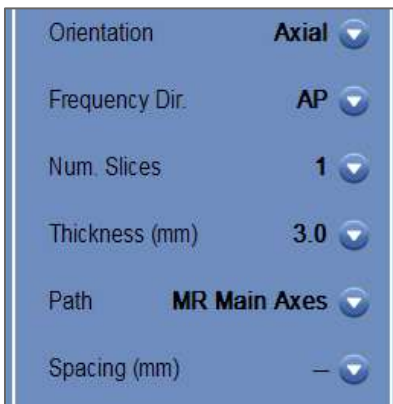 Orientation Axial
Frequency Dir. AP
Num. Slices 1
Thickness (mm) 3.0
Path MR Main Axes
Spacing (mm) –